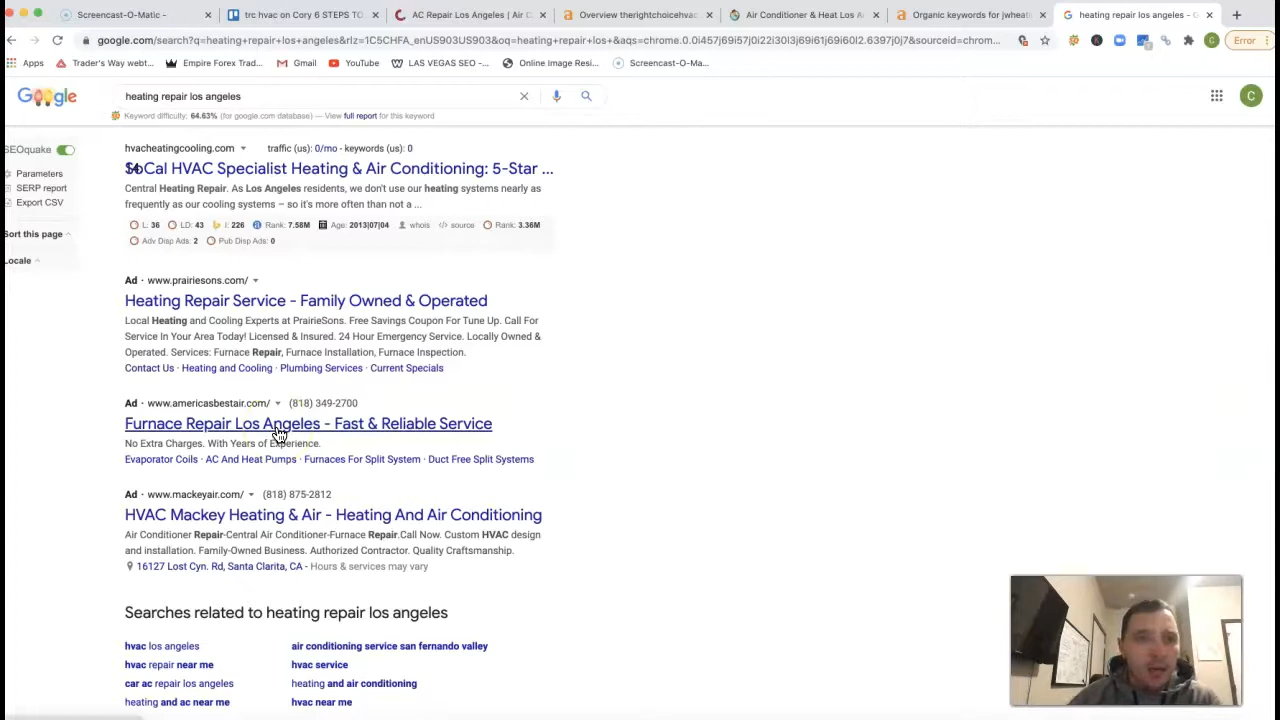 Screencast-O-Matic -
trc hvac on Cory 6 STEPS TO
AC Repair Los Angeles | Air C
Overview therightchoicehvac
Air Conditioner & Heat Los A
Organic keywords for jwheati
heating repair los angeles - G
google.com/search?q=heating+repair+los+angeles&rlz=1C5CHFA_enUS903US903&oq=heating+repair+los+&aqs=chrome.0.0i457j69i57j0i22i30l3j69i61j69i60l2.6397j0j7&sourceid=chrom...
Error
Apps
Trader's Way webt...
Empire Forex Trad...
Gmail
YouTube
LAS VEGAS SEO -...
Online Image Resi...
Screencast-O-Ma...
Google
heating repair los angeles
C
Keyword difficulty: 64.63% (for google.com database) — View full report for this keyword
SEOquake
Parameters
SERP report
Export CSV
Sort this page
Locale
hvacheatingcooling.com traffic (us): 0/mo - keywords (us): 0
14
SoCal HVAC Specialist Heating & Air Conditioning: 5-Star ...
Central Heating Repair. As Los Angeles residents, we don't use our heating systems nearly as
frequently as our cooling systems – so it's more often than not a ...
L: 36 LD: 43 I: 226 Rank: 7.58M Age: 2013|07|04 whois source Rank: 3.36M
Adv Disp Ads: 2 Pub Disp Ads: 0
Ad · www.prairiesons.com/
Heating Repair Service - Family Owned & Operated
Local Heating and Cooling Experts at PrairieSons. Free Savings Coupon For Tune Up. Call For
Service In Your Area Today! Licensed & Insured. 24 Hour Emergency Service. Locally Owned &
Operated. Services: Furnace Repair, Furnace Installation, Furnace Inspection.
Contact Us · Heating and Cooling · Plumbing Services · Current Specials
Ad · www.americasbestair.com/ (818) 349-2700
Furnace Repair Los Angeles - Fast & Reliable Service
No Extra Charges. With Years of Experience.
Evaporator Coils · AC And Heat Pumps · Furnaces For Split System · Duct Free Split Systems
Ad · www.mackeyair.com/ (818) 875-2812
HVAC Mackey Heating & Air - Heating And Air Conditioning
Air Conditioner Repair-Central Air Conditioner-Furnace Repair.Call Now. Custom HVAC design
and installation. Family-Owned Business. Authorized Contractor. Quality Craftsmanship.
16127 Lost Cyn. Rd, Santa Clarita, CA - Hours & services may vary
Searches related to heating repair los angeles
hvac los angeles
air conditioning service san fernando valley
hvac repair near me
hvac service
car ac repair los angeles
heating and air conditioning
heating and ac near me
hvac near me